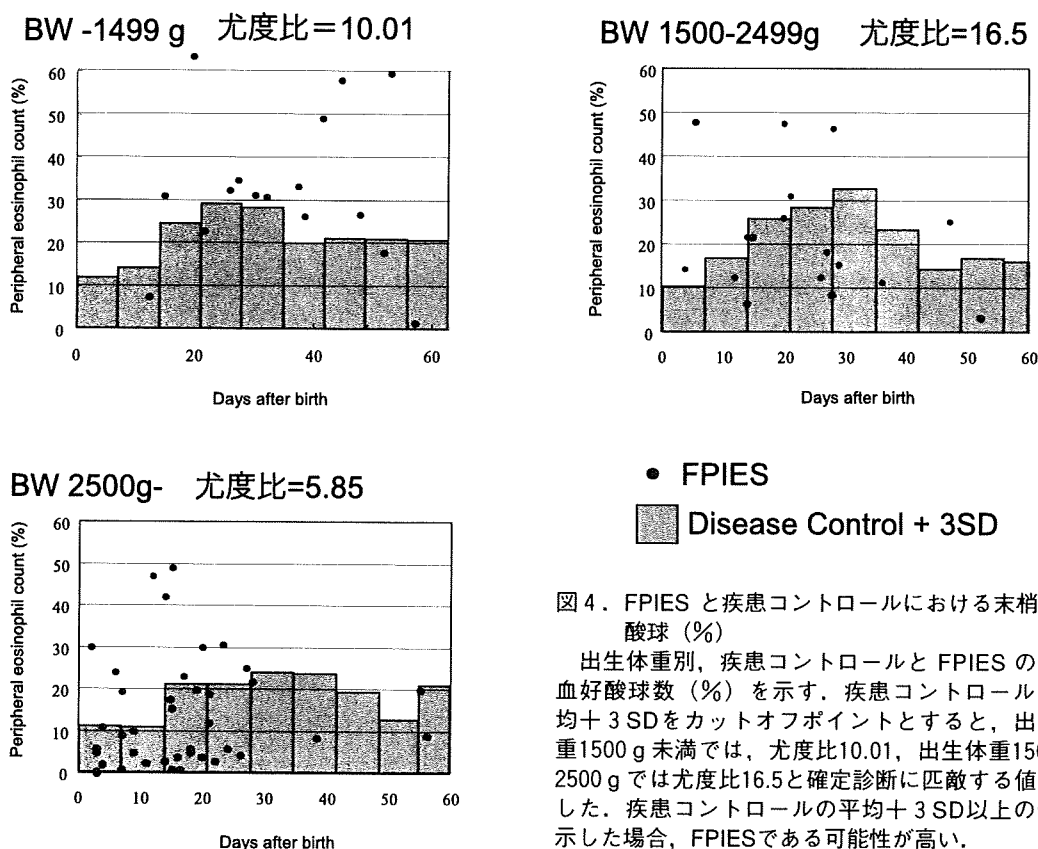 BW -1499 g 尤度比＝10.01
Peripheral eosinophil count (%)
60
50
40
30
20
10
0
0 20 40 60
Days after birth
BW 1500-2499g 尤度比=16.5
Peripheral eosinophil count (%)
60
50
40
30
20
10
0
0 10 20 30 40 50 60
Days after birth
BW 2500g- 尤度比=5.85
Peripheral eosinophil count (%)
60
50
40
30
20
10
0
0 10 20 30 40 50 60
Days after birth
FPIES
Disease Control + 3SD
図4．FPIES と疾患コントロールにおける末梢
酸球（％）
出生体重別，疾患コントロールと FPIES の
血好酸球数（％）を示す．疾患コントロール
均＋3SDをカットオフポイントとすると，出
重1500g未満では，尤度比10.01，出生体重15
2500gでは尤度比16.5と確定診断に匹敵する値
した．疾患コントロールの平均＋3SD以上の
示した場合，FPIESである可能性が高い．